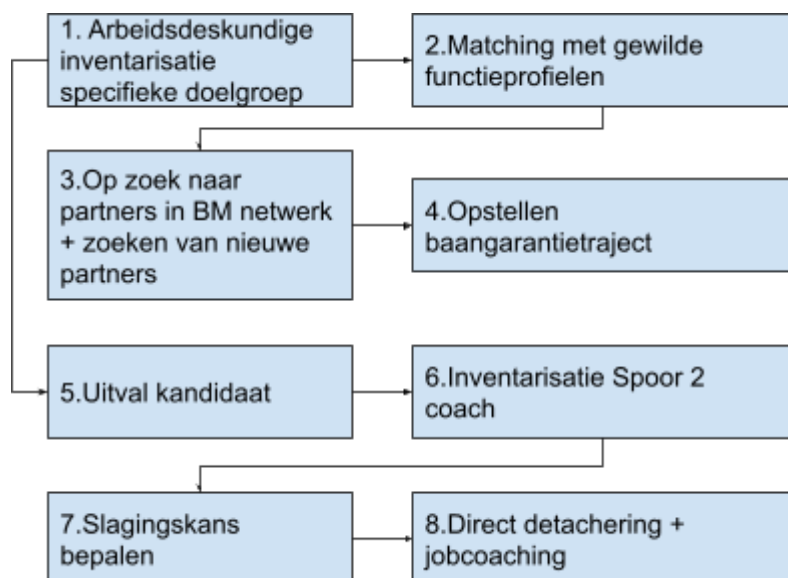 1. Arbeidsdeskundige
inventarisatie
specifieke doelgroep
2.Matching met gewilde
functieprofielen
3.Op zoek naar
partners in BM netwerk
+ zoeken van nieuwe
partners
4.Opstellen
baangarantietraject
5.Uitval kandidaat
6.Inventarisatie Spoor 2
coach
7.Slagingskans
bepalen
8.Direct detachering +
jobcoaching